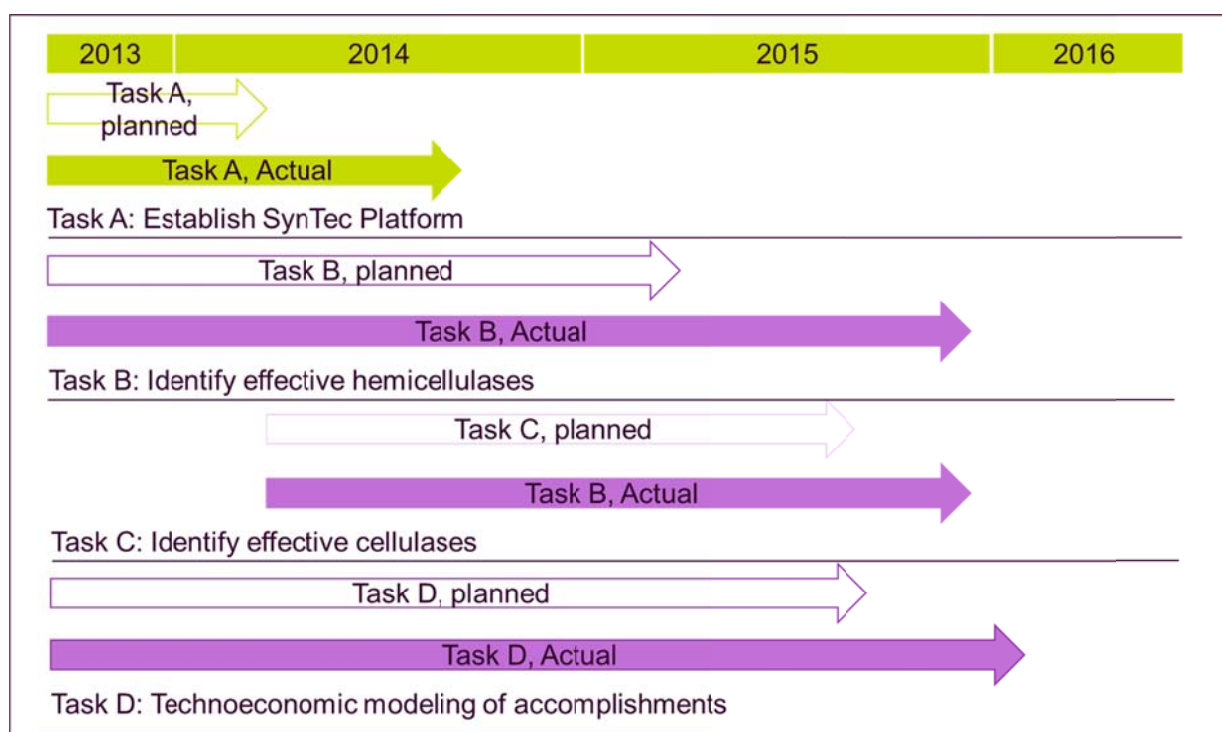 2013 2014 2015 2016
Task A,
planned
Task A, Actual
Task A: Establish SynTec Platform
Task B, planned
Task B, Actual
Task B: Identify effective hemicellulases
Task C, planned
Task B, Actual
Task C: Identify effective cellulases
Task D, planned
Task D, Actual
Task D: Technoeconomic modeling of accomplishments